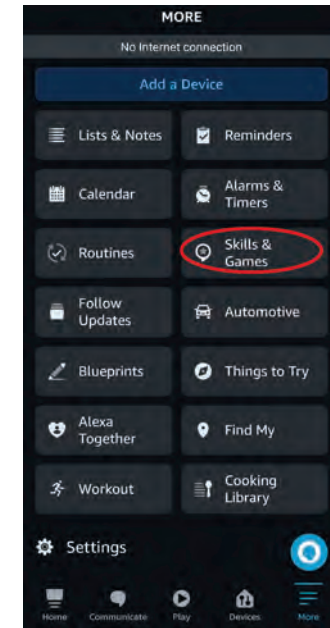 MORE
No Internet connection
Add a Device
Lists & Notes
Reminders
Calendar
Alarms &
Timers
Routines
Skills &
Games
Follow
Updates
Automotive
Blueprints
Things to Try
Alexa
Together
Find My
Workout
Cooking
Library
Settings
Home Communicate Play Devices More